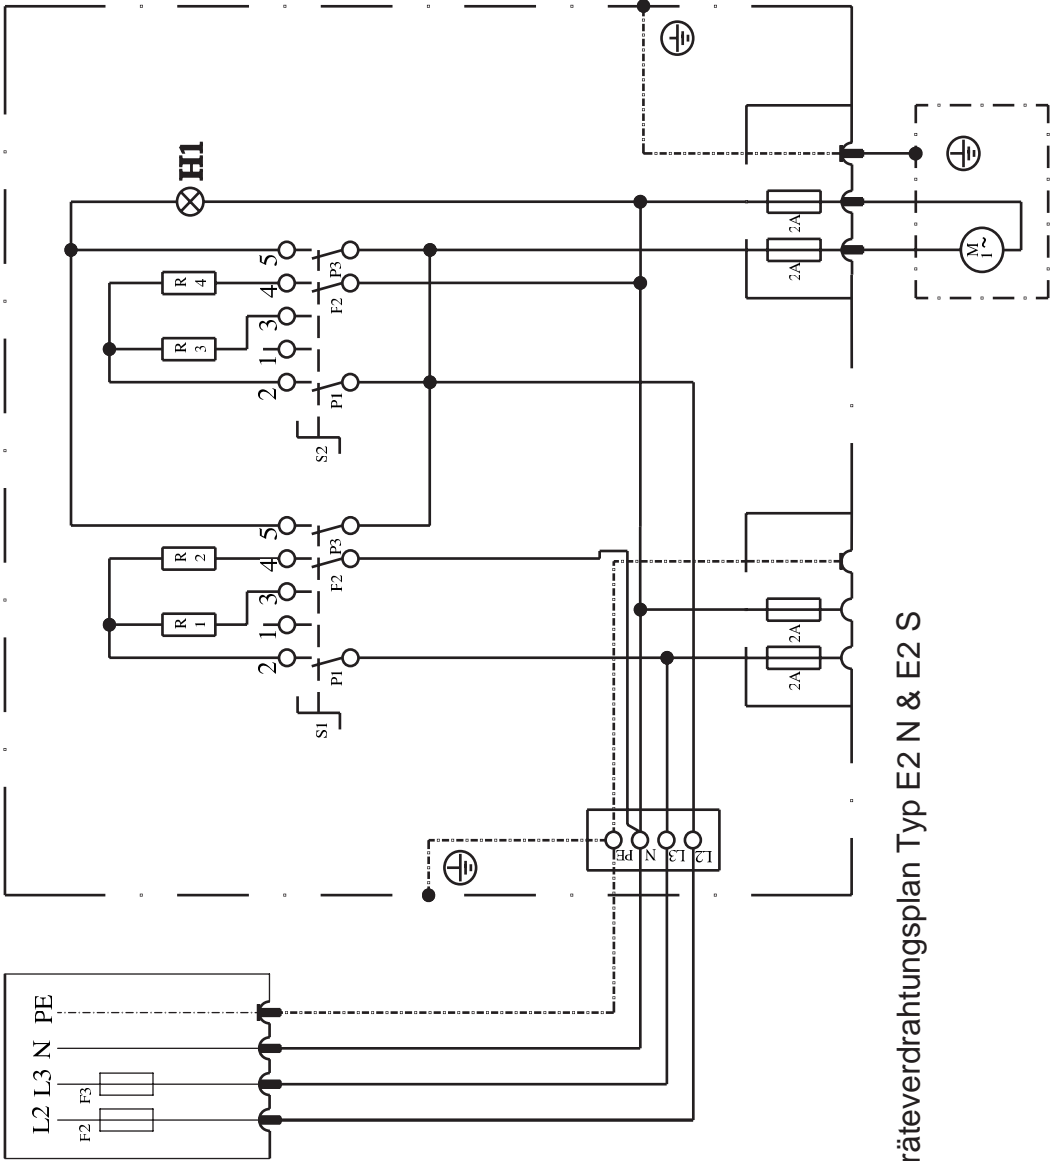 L2 L3 N PE
F2 F3
R 1
R 2
R 3
R 4
H1
2 1 3 4 5
2 1 3 4 5
S1
P1 F2 P3
S2
P1 F2 P3
PE
N
L3
L2
2A
2A
2A
2A
M
1~
räteverdrahtungsplan Typ E2 N & E2 S